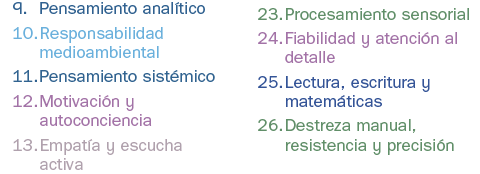 9. Pensamiento analítico
10. Responsabilidad
medioambiental
11. Pensamiento sistémico
12. Motivación y
autoconciencia
13. Empatía y escucha
activa
23. Procesamiento sensorial
24. Fiabilidad y atención al
detalle
25. Lectura, escritura y
matemáticas
26. Destreza manual,
resistencia y precisión